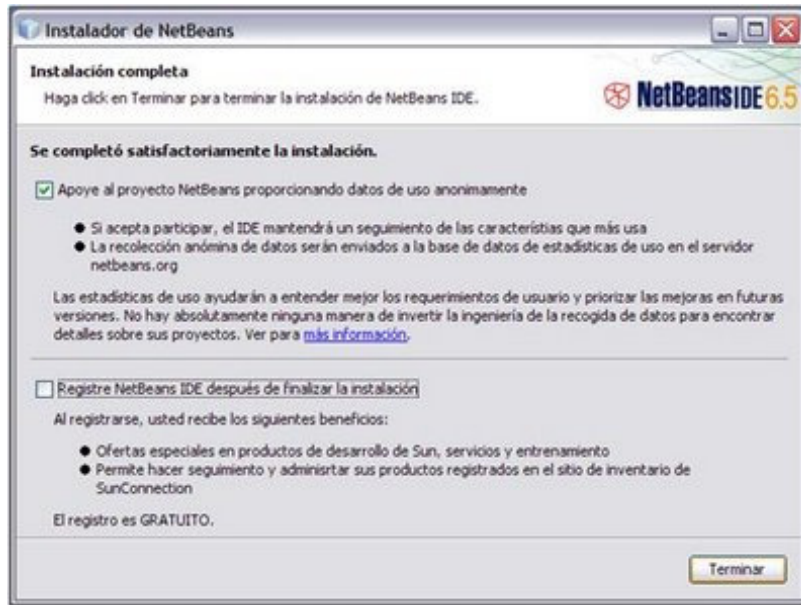 Instalador de NetBeans
Instalación completa
Haga click en Terminar para terminar la instalación de NetBeans IDE.
NetBeans IDE 6.5
Se completó satisfactoriamente la instalación.
Apoye al proyecto NetBeans proporcionando datos de uso anonimamente
● Si acepta participar, el IDE mantendrá un seguimiento de las característias que más usa
● La recolección anómina de datos serán enviados a la base de datos de estadísticas de uso en el servidor
netbeans.org
Las estadísticas de uso ayudarán a entender mejor los requerimientos de usuario y priorizar las mejoras en futuras
versiones. No hay absolutamente ninguna manera de invertir la ingeniería de la recogida de datos para encontrar
detalles sobre sus proyectos. Ver para más información.
Registre NetBeans IDE después de finalizar la instalación
Al registrarse, usted recibe los siguientes beneficios:
● Ofertas especiales en productos de desarrollo de Sun, servicios y entrenamiento
● Permite hacer seguimiento y adminisrtar sus productos registrados en el sitio de inventario de
SunConnection
El registro es GRATUITO.
Terminar